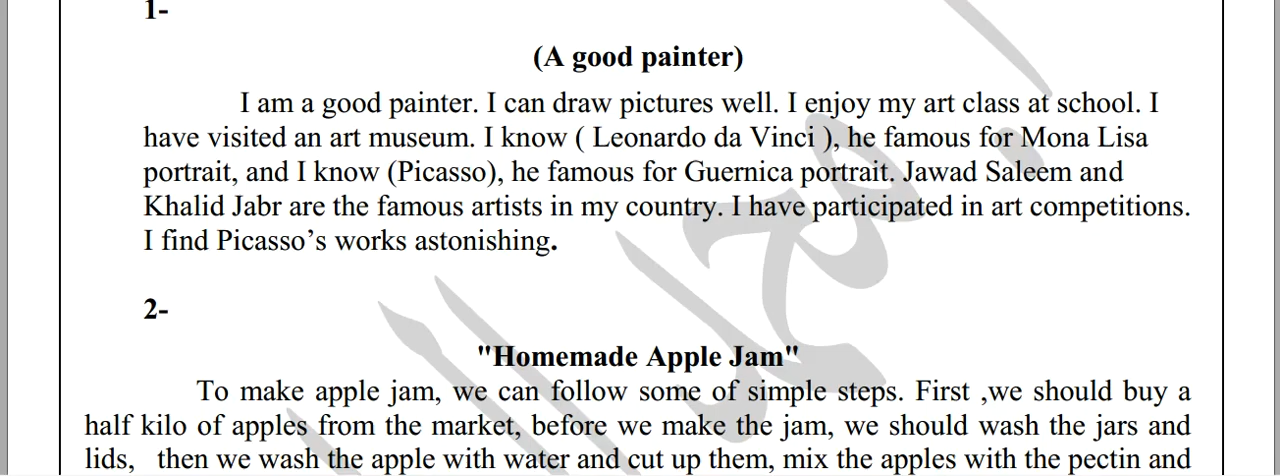 1-
(A good painter)
I am a good painter. I can draw pictures well. I enjoy my art class at school. I
have visited an art museum. I know ( Leonardo da Vinci ), he famous for Mona Lisa
portrait, and I know (Picasso), he famous for Guernica portrait. Jawad Saleem and
Khalid Jabr are the famous artists in my country. I have participated in art competitions.
I find Picasso’s works astonishing.
2-
"Homemade Apple Jam"
To make apple jam, we can follow some of simple steps. First ,we should buy a
half kilo of apples from the market, before we make the jam, we should wash the jars and
lids, then we wash the apple with water and cut up them, mix the apples with the pectin and